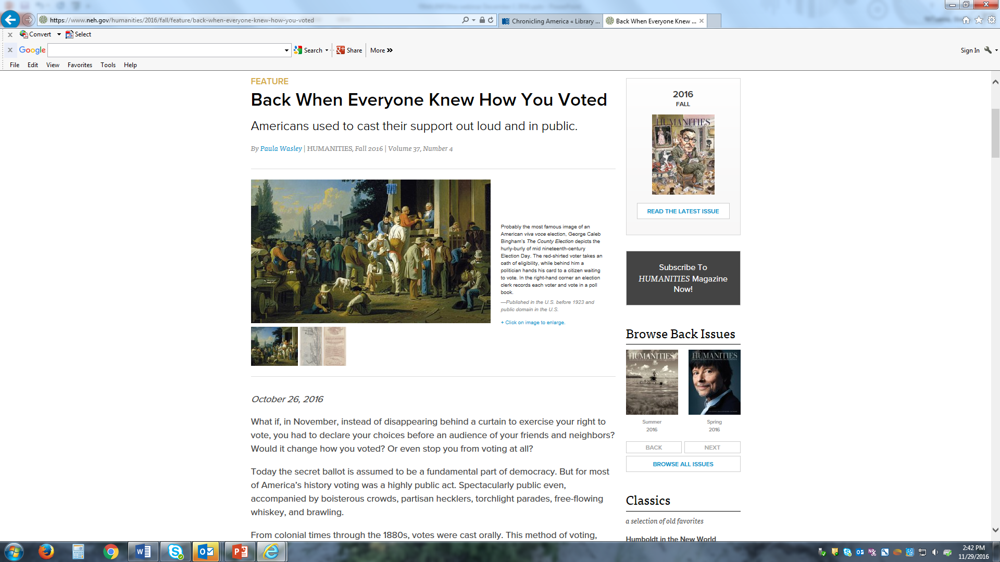 https://www.neh.gov/humanities/2016/fall/feature/back-when-everyone-knew-how-you-voted
Chronicling America « Library ...
Back When Everyone Knew ...
Convert
Select
Google
Search
Share
More
Sign In
File Edit View Favorites Tools Help
FEATURE
Back When Everyone Knew How You Voted
Americans used to cast their support out loud and in public.
By Paula Wasley | HUMANITIES, Fall 2016 | Volume 37, Number 4
Probably the most famous image of an
American viva voce election, George Caleb
Bingham's The County Election depicts the
hurly-burly of mid nineteenth-century
Election Day. The red-shirted voter takes an
oath of eligibility, while behind him a
politician hands his card to a citizen waiting
to vote. In the right-hand corner an election
clerk records each voter and vote in a poll
book.
—Published in the U.S. before 1923 and
public domain in the U.S.
+ Click on image to enlarge.
October 26, 2016
What if, in November, instead of disappearing behind a curtain to exercise your right to
vote, you had to declare your choices before an audience of your friends and neighbors?
Would it change how you voted? Or even stop you from voting at all?
Today the secret ballot is assumed to be a fundamental part of democracy. But for most
of America's history voting was a highly public act. Spectacularly public even,
accompanied by boisterous crowds, partisan hecklers, torchlight parades, free-flowing
whiskey, and brawling.
From colonial times through the 1880s, votes were cast orally. This method of voting,
2016
FALL
HUMANITIES
READ THE LATEST ISSUE
Subscribe To
HUMANITIES Magazine
Now!
Browse Back Issues
HUMANITIES
HUMANITIES
Summer
2016
Spring
2016
BACK
NEXT
BROWSE ALL ISSUES
Classics
a selection of old favorites
Humboldt in the New World
2:42 PM
11/29/2016